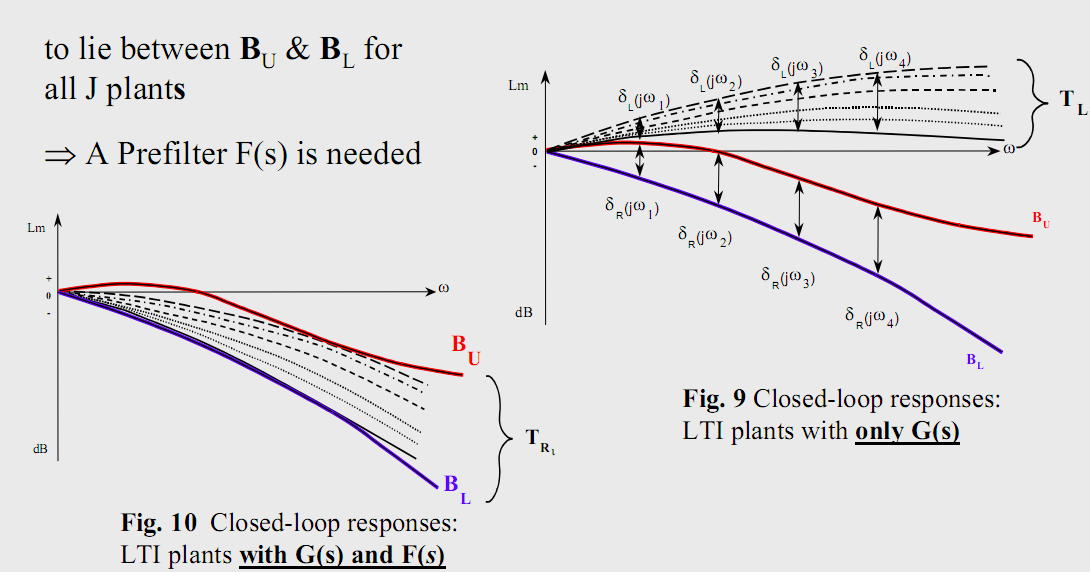 to lie between B_U & B_L for
all J plants
⇒ A Prefilter F(s) is needed
Lm
+
0
-
dB
ω
B_U
B_L
T_R_L
Fig. 10 Closed-loop responses:
LTI plants with G(s) and F(s)
Lm
+
0
-
dB
δ_L(jω_1)
δ_L(jω_2)
δ_L(jω_3)
δ_L(jω_4)
T_L
ω
δ_R(jω_1)
δ_R(jω_2)
δ_R(jω_3)
δ_R(jω_4)
B_U
B_L
Fig. 9 Closed-loop responses:
LTI plants with only G(s)